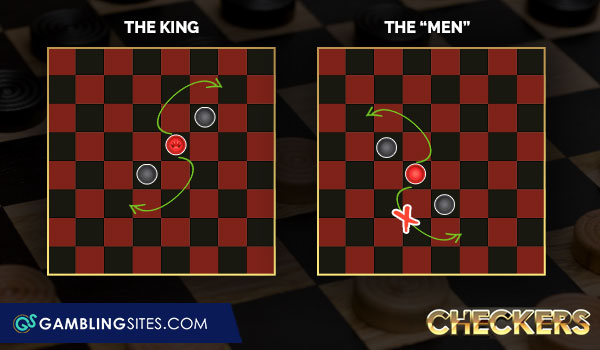 THE KING
THE “MEN”
GAMBLINGSITES.COM
CHECKERS